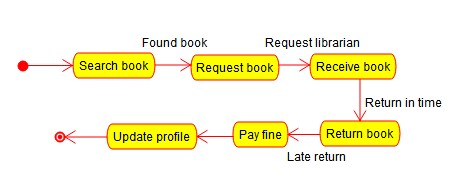 Found book
Request librarian
Search book
Request book
Receive book
Return in time
Update profile
Pay fine
Return book
Late return